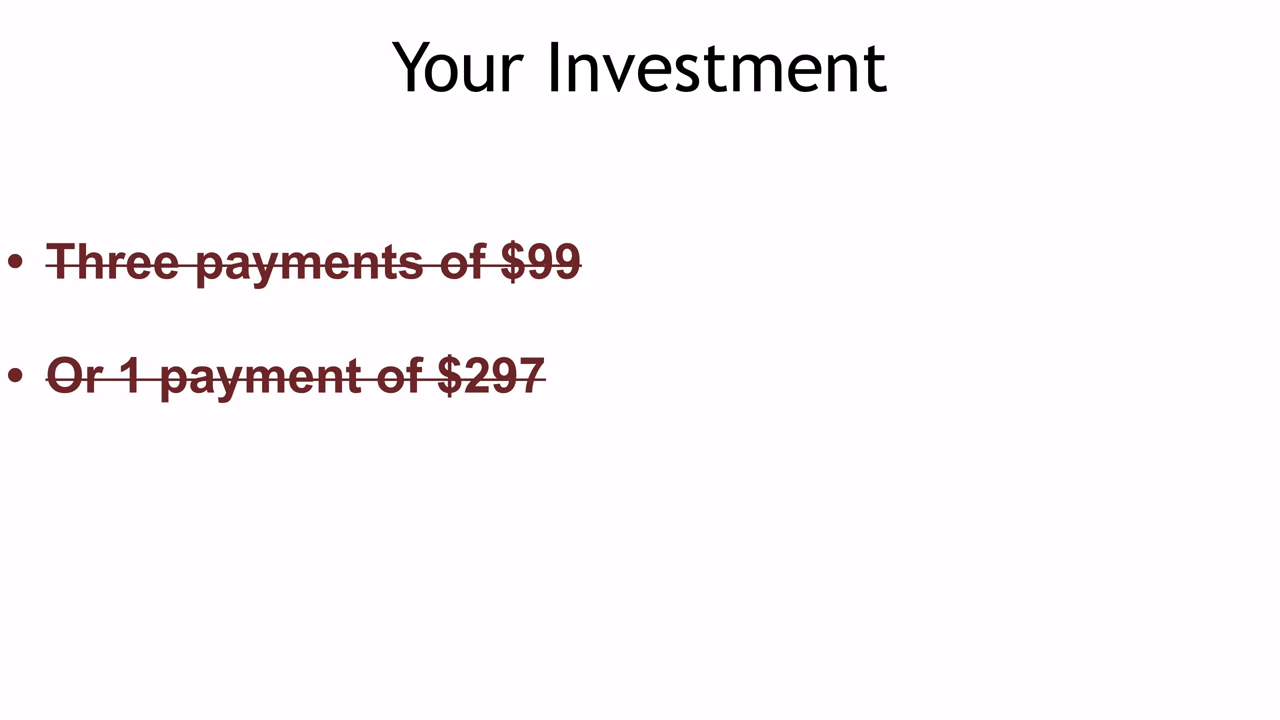 Your Investment
• Three payments of $99
• Or 1 payment of $297